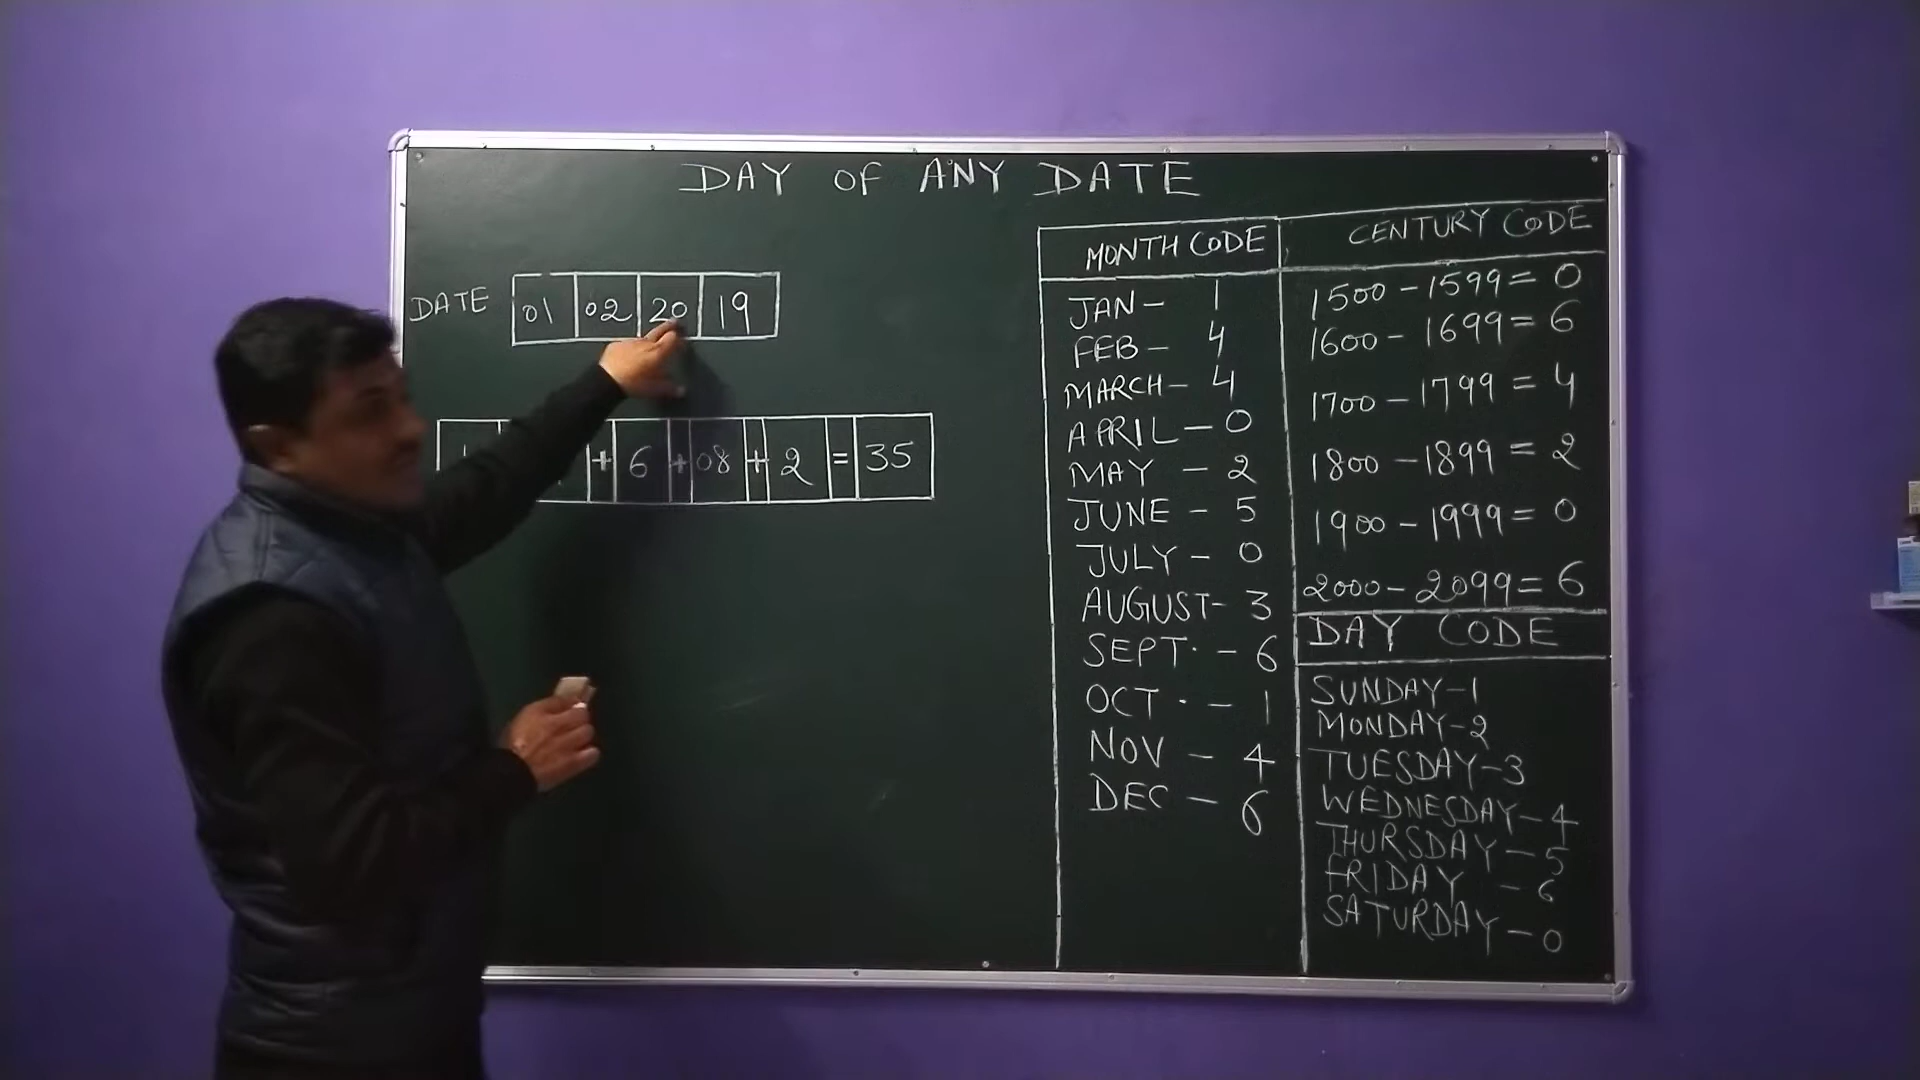 DAY OF ANY DATE
DATE 01 02 20 19
+ 6 + 08 + 2 = 35
MONTH CODE
JAN - 1
FEB - 4
MARCH - 4
APRIL - 0
MAY - 2
JUNE - 5
JULY - 0
AUGUST - 3
SEPT. - 6
OCT. - 1
NOV - 4
DEC - 6
CENTURY CODE
1500 - 1599 = 0
1600 - 1699 = 6
1700 - 1799 = 4
1800 - 1899 = 2
1900 - 1999 = 0
2000 - 2099 = 6
DAY CODE
SUNDAY - 1
MONDAY - 2
TUESDAY - 3
WEDNESDAY - 4
THURSDAY - 5
FRIDAY - 6
SATURDAY - 0